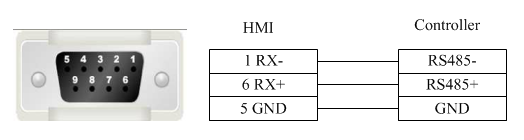 HMI Controller
5 4 3 2 1
9 8 7 6
1 RX- RS485-
6 RX+ RS485+
5 GND GND